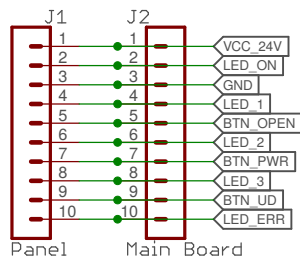 J1 J2
1 1 VCC_24V
2 2 LED_ON
3 3 GND
4 4 LED_1
5 5 BTN_OPEN
6 6 LED_2
7 7 BTN_PWR
8 8 LED_3
9 9 BTN_UD
10 10 LED_ERR
Panel Main Board